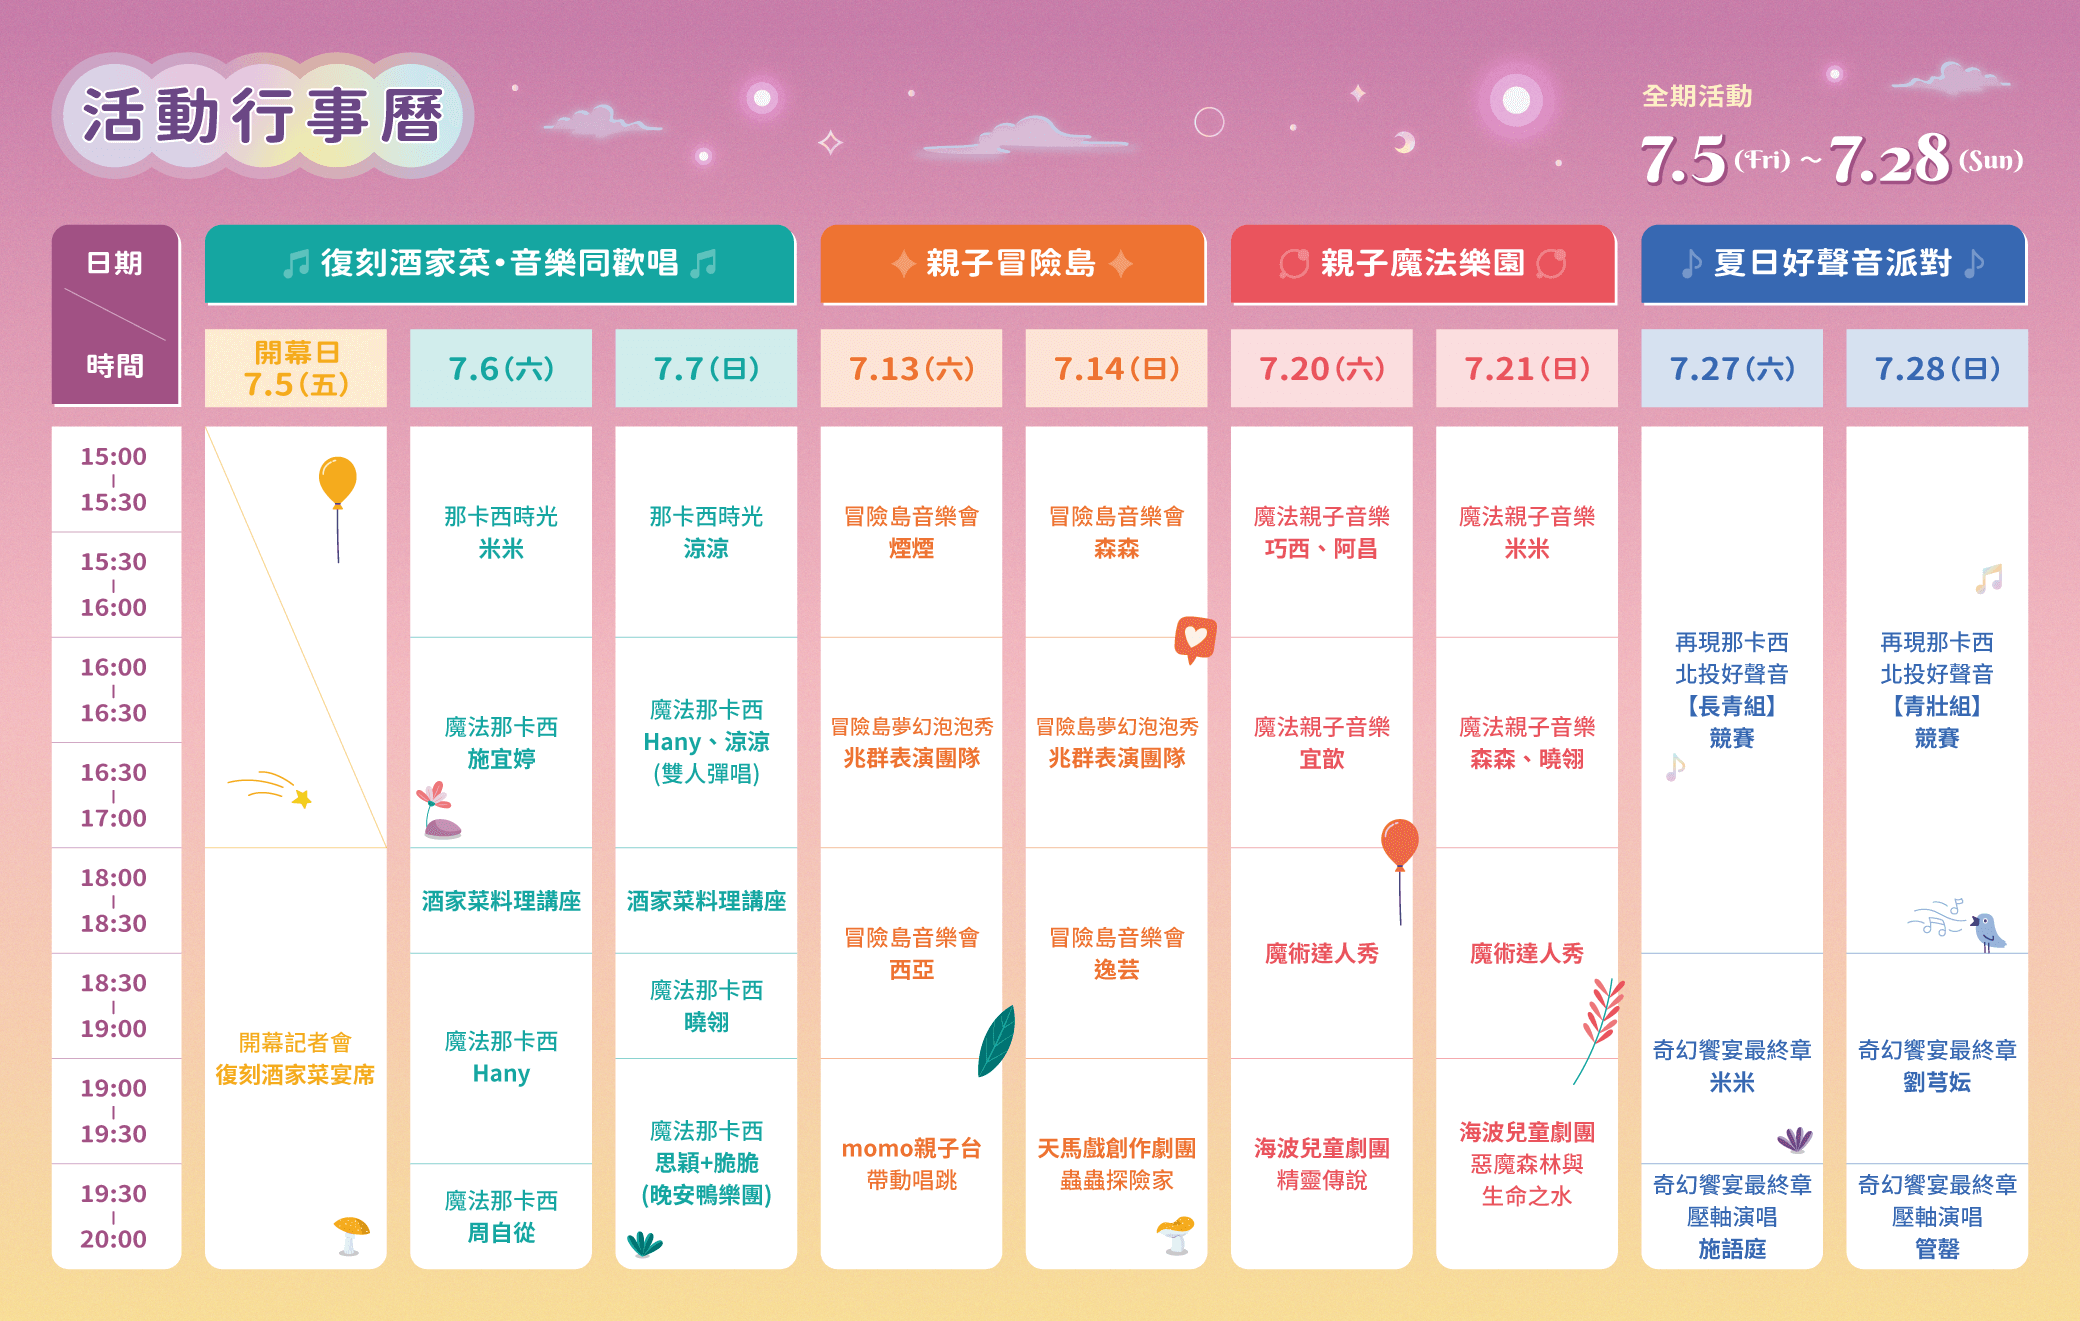 活動行事曆
全期活動
7.5 (Fri) ～ 7.28 (Sun)
日期
時間
復刻酒家菜•音樂同歡唱
親子冒險島
親子魔法樂園
夏日好聲音派對
開幕日
7.5(五)
7.6(六)
7.7(日)
7.13(六)
7.14(日)
7.20(六)
7.21(日)
7.27(六)
7.28(日)
15:00
|
15:30
15:30
|
16:00
16:00
|
16:30
16:30
|
17:00
18:00
|
18:30
18:30
|
19:00
19:00
|
19:30
19:30
|
20:00
開幕記者會
復刻酒家菜宴席
那卡西時光
米米
魔法那卡西
施宜婷
酒家菜料理講座
魔法那卡西
Hany
魔法那卡西
周自從
那卡西時光
涼涼
魔法那卡西
Hany、涼涼
(雙人彈唱)
酒家菜料理講座
魔法那卡西
曉翎
魔法那卡西
思穎+脆脆
(晚安鴨樂團)
冒險島音樂會
煙煙
冒險島夢幻泡泡秀
兆群表演團隊
冒險島音樂會
西亞
momo親子台
帶動唱跳
冒險島音樂會
森森
冒險島夢幻泡泡秀
兆群表演團隊
冒險島音樂會
逸芸
天馬戲創作劇團
蟲蟲探險家
魔法親子音樂
巧西、阿昌
魔法親子音樂
宜歆
魔術達人秀
海波兒童劇團
精靈傳說
魔法親子音樂
米米
魔法親子音樂
森森、曉翎
魔術達人秀
海波兒童劇團
惡魔森林與
生命之水
再現那卡西
北投好聲音
【長青組】
競賽
奇幻饗宴最終章
米米
奇幻饗宴最終章
壓軸演唱
施語庭
再現那卡西
北投好聲音
【青壯組】
競賽
奇幻饗宴最終章
劉芎妘
奇幻饗宴最終章
壓軸演唱
管罄